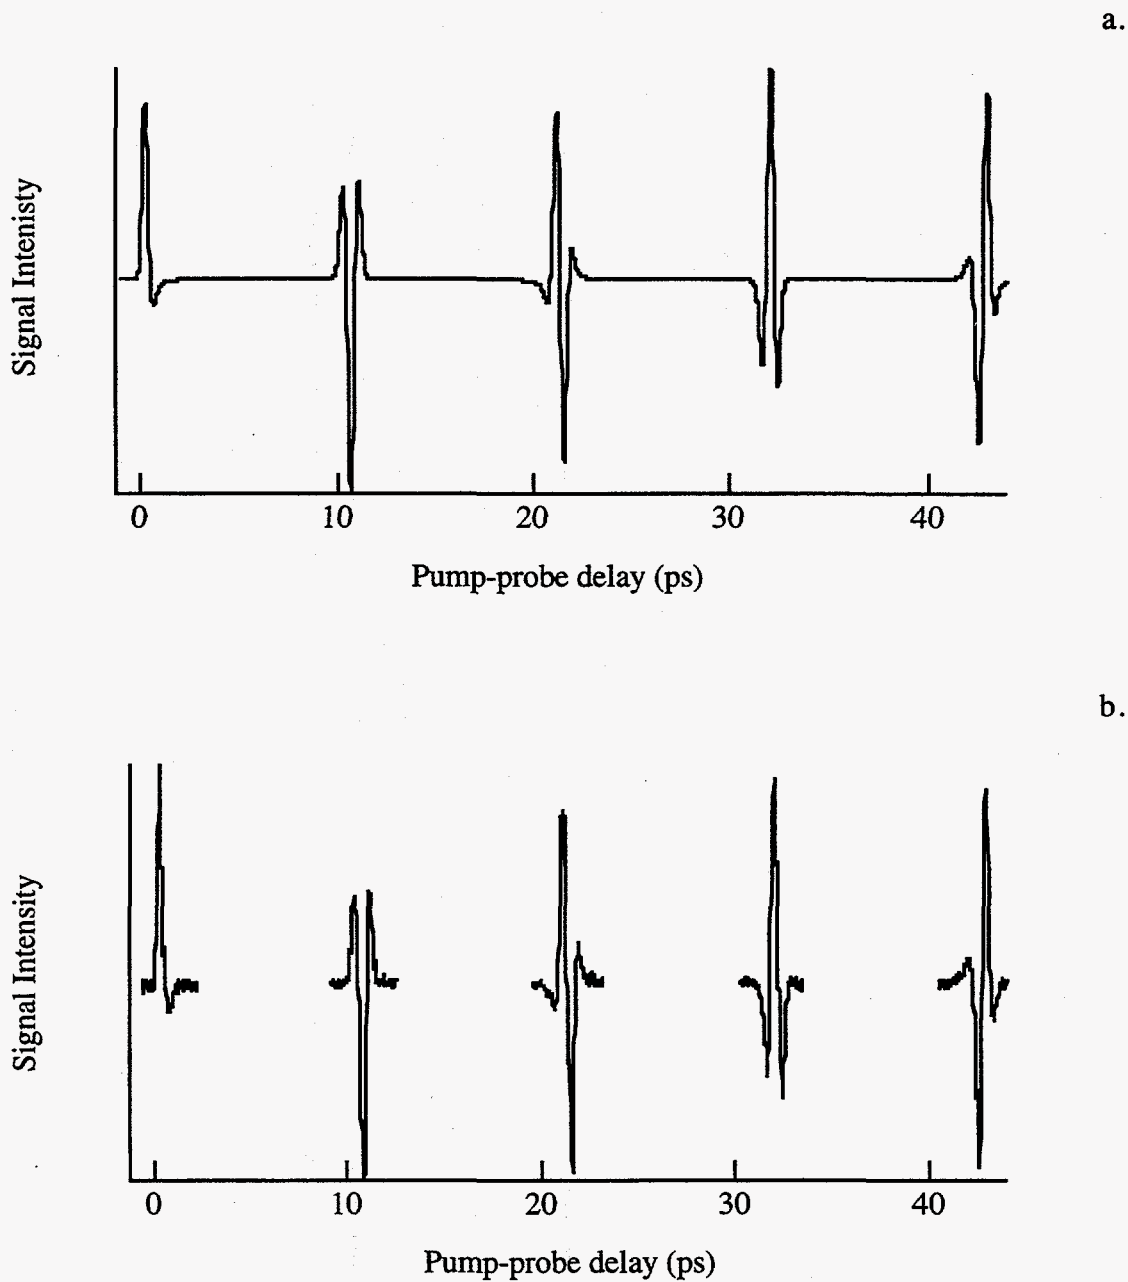 a.
Signal Intenisty
0 10 20 30 40
Pump-probe delay (ps)
b.
Signal Intensity
0 10 20 30 40
Pump-probe delay (ps)